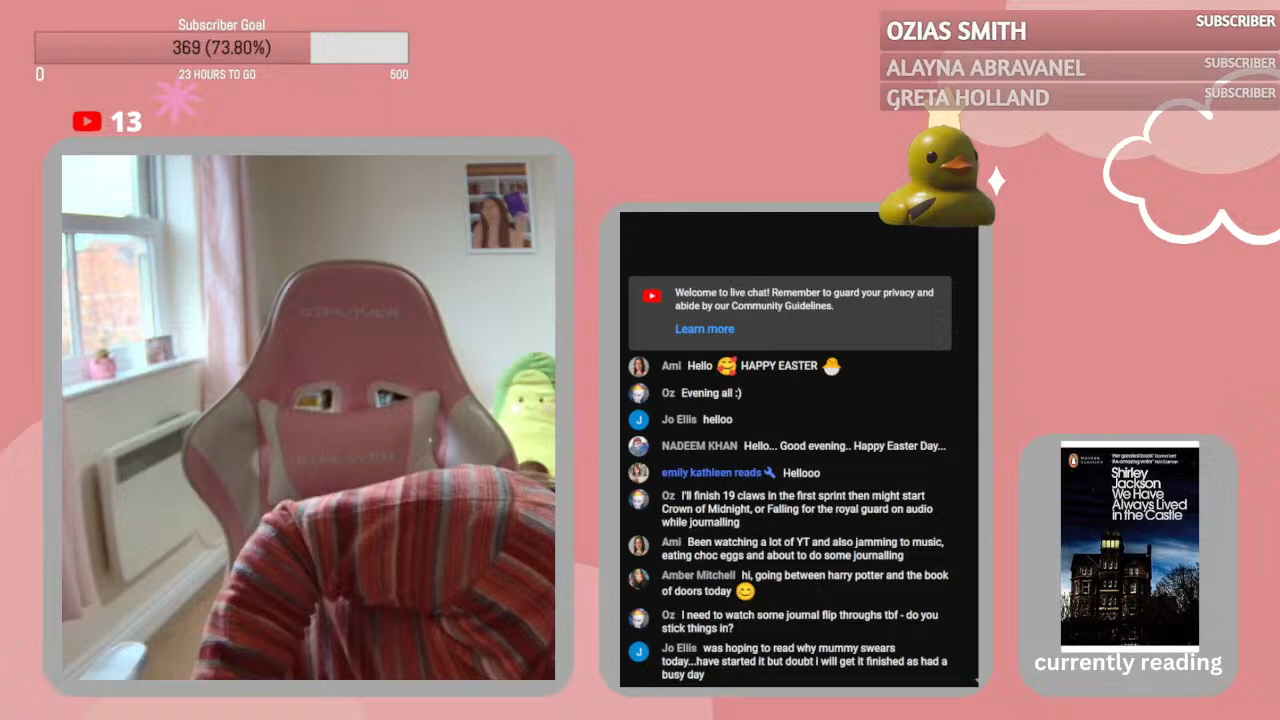 Subscriber Goal
369 (73.80%)
0
23 HOURS TO GO
500
13
OZIAS SMITH
SUBSCRIBER
ALAYNA ABRAVANEL
SUBSCRIBER
GRETA HOLLAND
SUBSCRIBER
GTPLAYER
GTPLAYER
Welcome to live chat! Remember to guard your privacy and
abide by our Community Guidelines.
Learn more
Ami Hello 🥰 HAPPY EASTER 🐣
Oz Evening all :)
J Jo Ellis helloo
NADEEM KHAN Hello... Good evening.. Happy Easter Day...
emily kathleen reads Hellooo
Oz I'll finish 19 claws in the first sprint then might start
Crown of Midnight, or Falling for the royal guard on audio
while journalling
Ami Been watching a lot of YT and also jamming to music,
eating choc eggs and about to do some journalling
Amber Mitchell hi, going between harry potter and the book
of doors today 😊
Oz I need to watch some journal flip throughs tbf - do you
stick things in?
J Jo Ellis was hoping to read why mummy swears
today...have started it but doubt i will get it finished as had a
busy day
MODERN
CLASSICS
Shirley
Jackson
We Have
Always Lived
in the Castle
currently reading